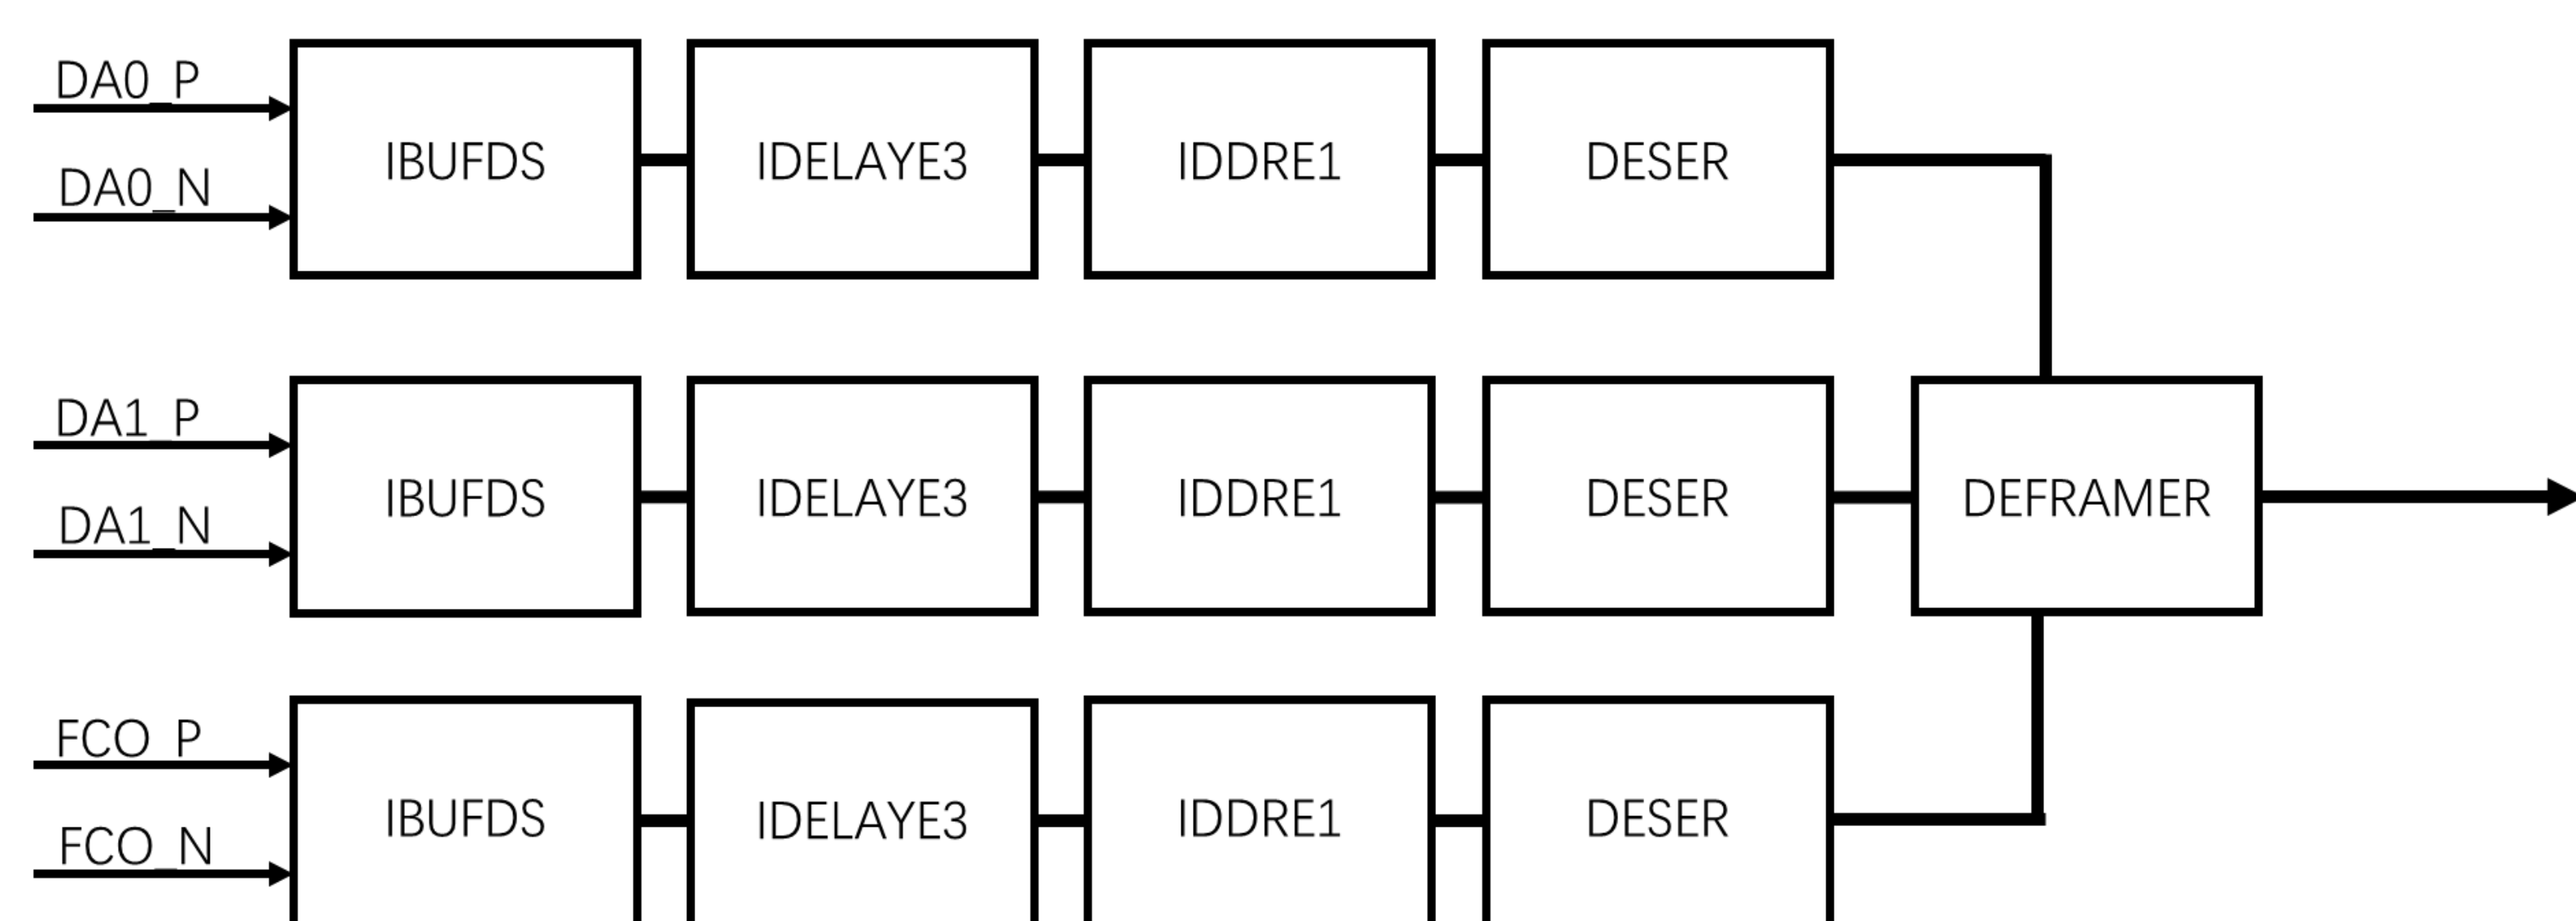 DA0_P
DA0_N
IBUFDS IDELAYE3 IDDRE1 DESER
DA1_P
DA1_N
IBUFDS IDELAYE3 IDDRE1 DESER DEFRAMER
FCO_P
FCO_N
IBUFDS IDELAYE3 IDDRE1 DESER